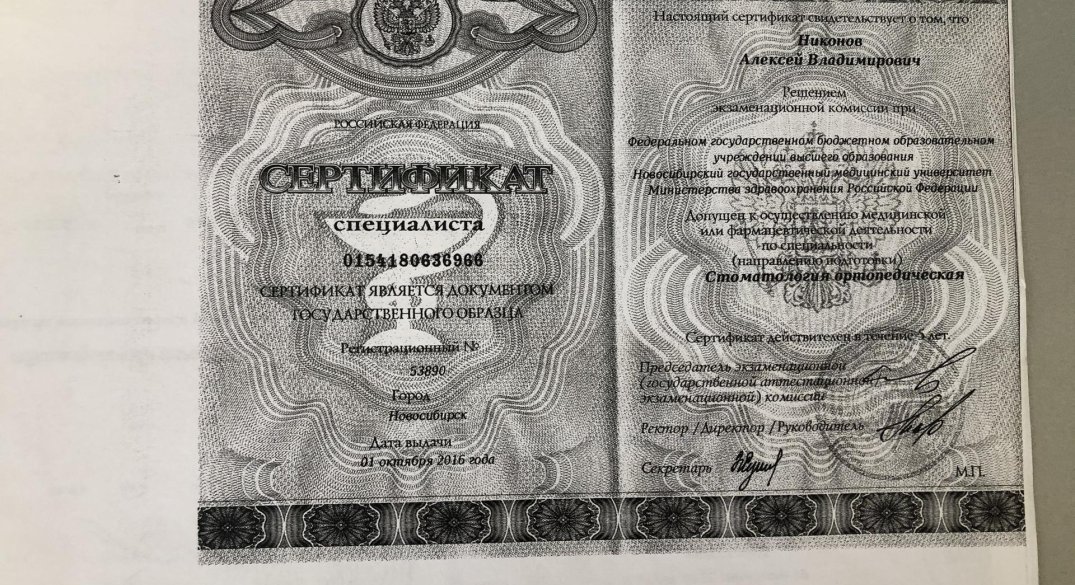 РОССИЙСКАЯ ФЕДЕРАЦИЯ
СЕРТИФИКАТ
специалиста
0154180636966
СЕРТИФИКАТ ЯВЛЯЕТСЯ ДОКУМЕНТОМ
ГОСУДАРСТВЕННОГО ОБРАЗЦА
Регистрационный №
53890
Город
Новосибирск
Дата выдачи
01 октября 2016 года
Настоящий сертификат свидетельствует о том, что
Никонов
Алексей Владимирович
Решением
экзаменационной комиссии при
Федеральном государственном бюджетном образовательном
учреждении высшего образования
Новосибирский государственный медицинский университет
Министерства здравоохранения Российской Федерации
Допущен к осуществлению медицинской
или фармацевтической деятельности
по специальности
(направлению подготовки)
Стоматология ортопедическая
Сертификат действителен в течение 5 лет.
Председатель экзаменационной
(государственной аттестационной/
экзаменационной) комиссии
Ректор /Директор /Руководитель
Секретарь
М.П.